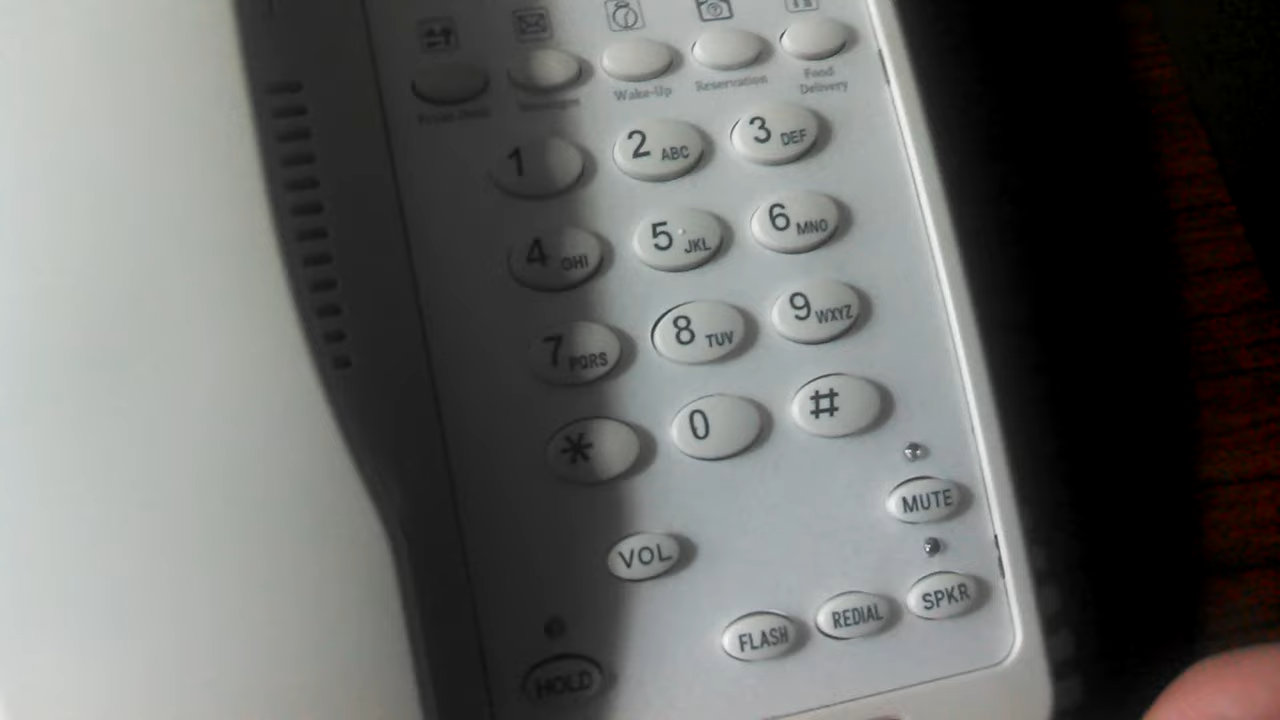 Wake-Up
Reservation
Food
Delivery
1
2 ABC
3 DEF
4 GHI
5 JKL
6 MNO
7 PQRS
8 TUV
9 WXYZ
*
0
#
MUTE
VOL
SPKR
REDIAL
FLASH
HOLD